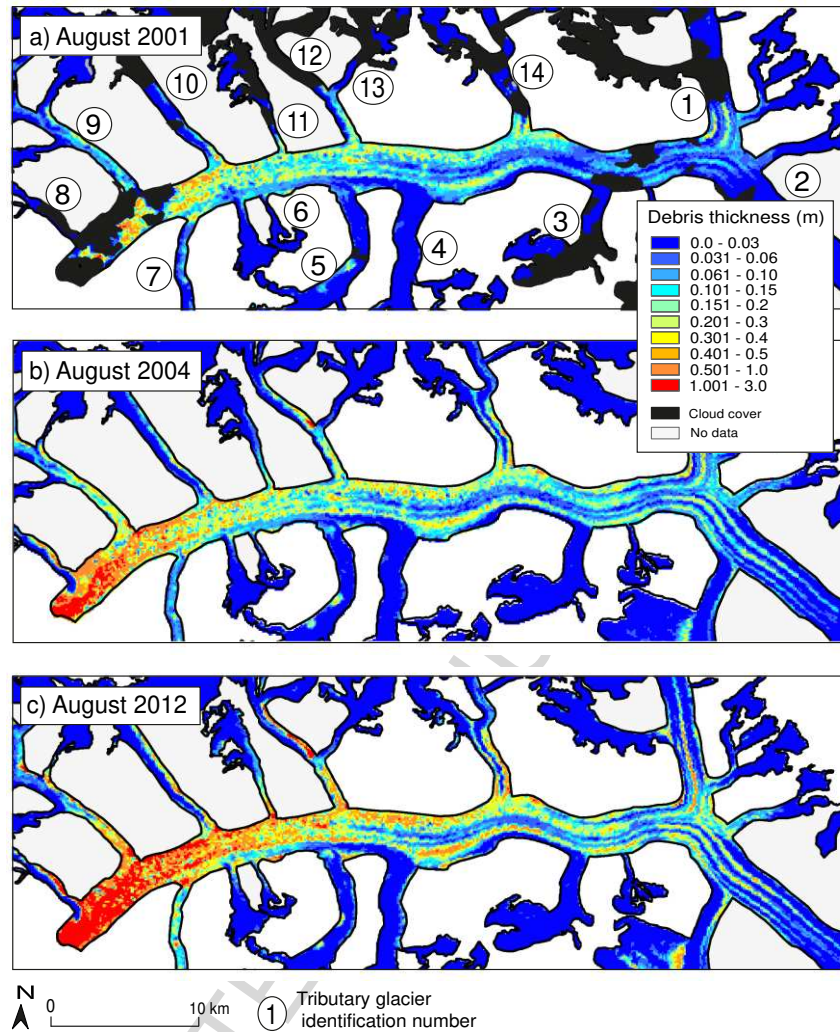 a) August 2001
12
10
13
14
1
11
9
2
8
6
3
4
5
7
Debris thickness (m)
0.0 - 0.03
0.031 - 0.06
0.061 - 0.10
0.101 - 0.15
0.151 - 0.2
0.201 - 0.3
0.301 - 0.4
0.401 - 0.5
0.501 - 1.0
1.001 - 3.0
Cloud cover
No data
b) August 2004
c) August 2012
N
0 10 km
1 Tributary glacier
identification number